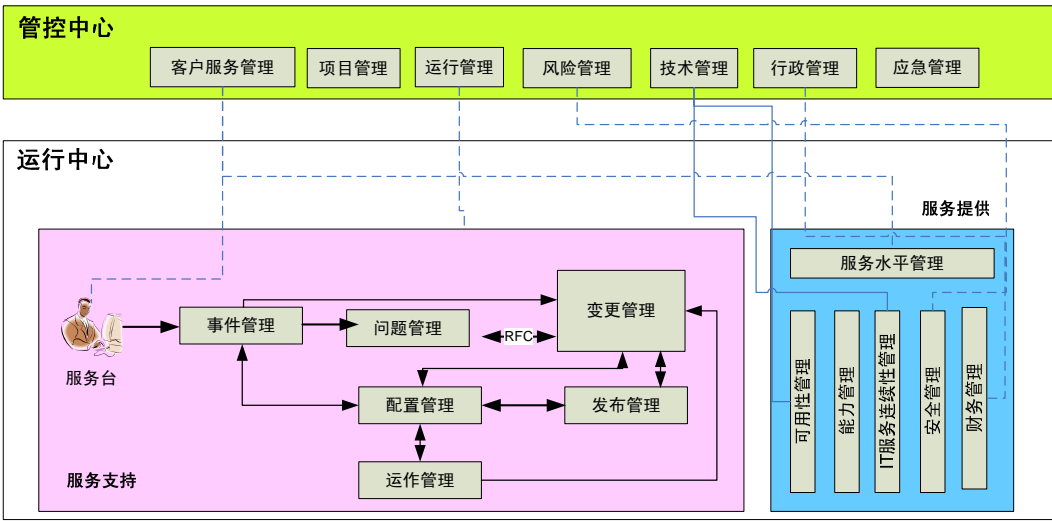 管控中心
客户服务管理
项目管理
运行管理
风险管理
技术管理
行政管理
应急管理
运行中心
服务提供
服务水平管理
可用性管理
能力管理
IT服务连续性管理
安全管理
财务管理
事件管理
问题管理
RFC
变更管理
服务台
配置管理
发布管理
运作管理
服务支持